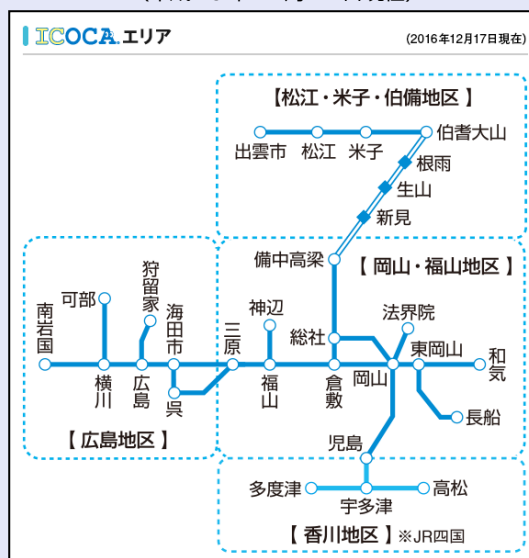 ICOCA エリア
(2016年12月17日現在)
【松江・米子・伯備地区】
出雲市
松江
米子
伯耆大山
根雨
生山
新見
備中高梁
【岡山・福山地区】
狩留家
可部
海田市
南岩国
三原
神辺
総社
法界院
東岡山
和気
横川
広島
呉
福山
倉敷
岡山
長船
【広島地区】
児島
多度津
宇多津
高松
【香川地区】※JR四国